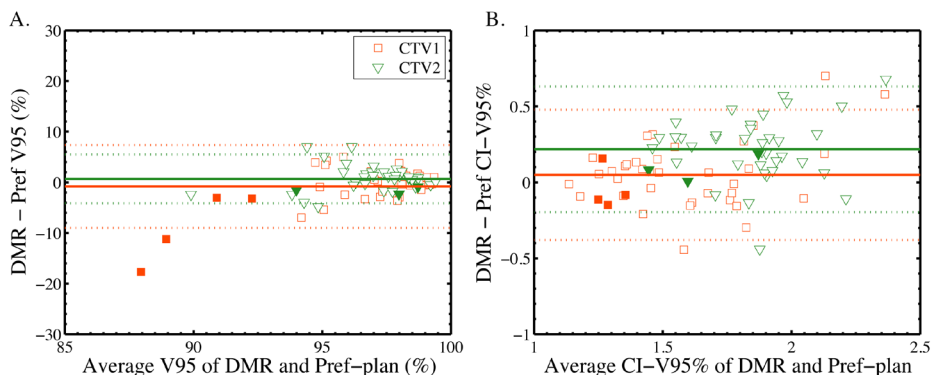 A.
30
20
10
0
−10
−20
−30
DMR − Pref V95 (%)
CTV1
CTV2
85
90
95
100
Average V95 of DMR and Pref−plan (%)
B.
1
0.5
0
−0.5
−1
DMR − Pref CI−V95%
1
1.5
2
2.5
Average CI−V95% of DMR and Pref−plan